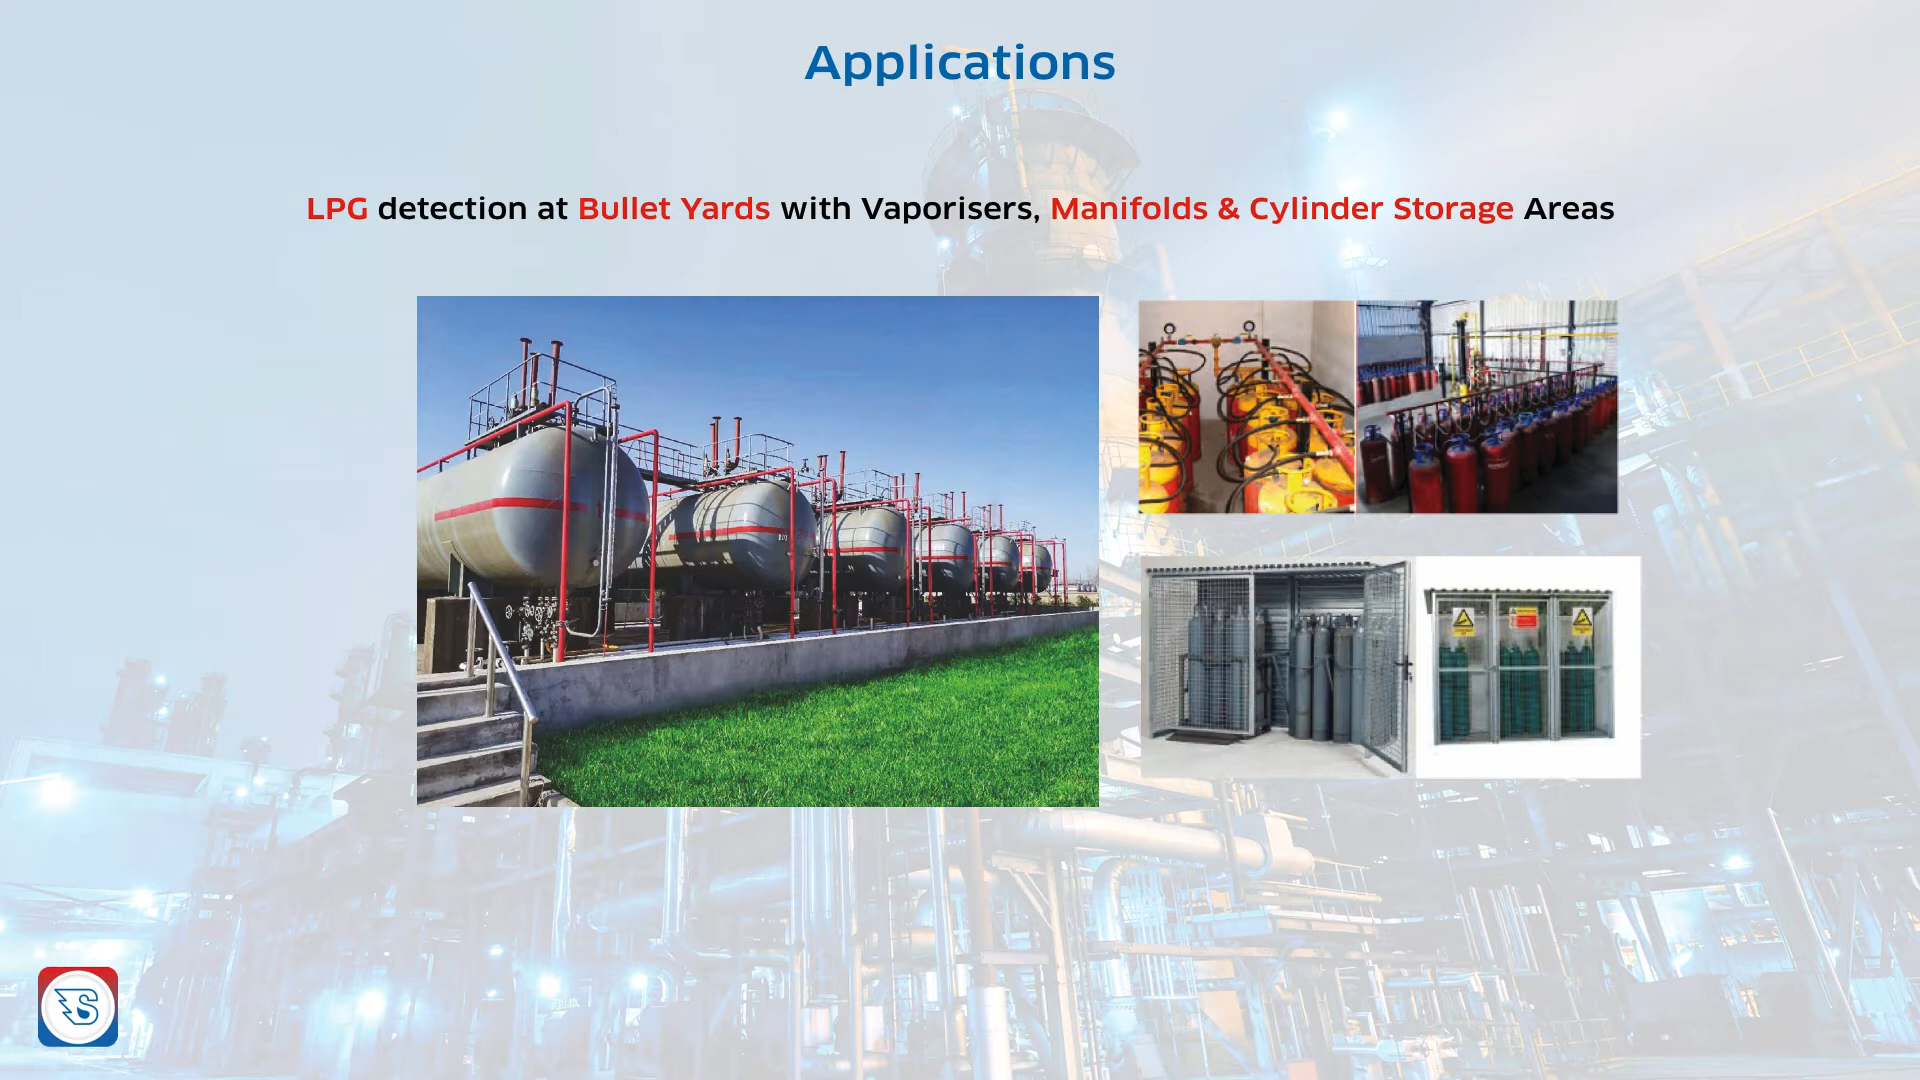 Applications
LPG detection at Bullet Yards with Vaporisers, Manifolds & Cylinder Storage Areas